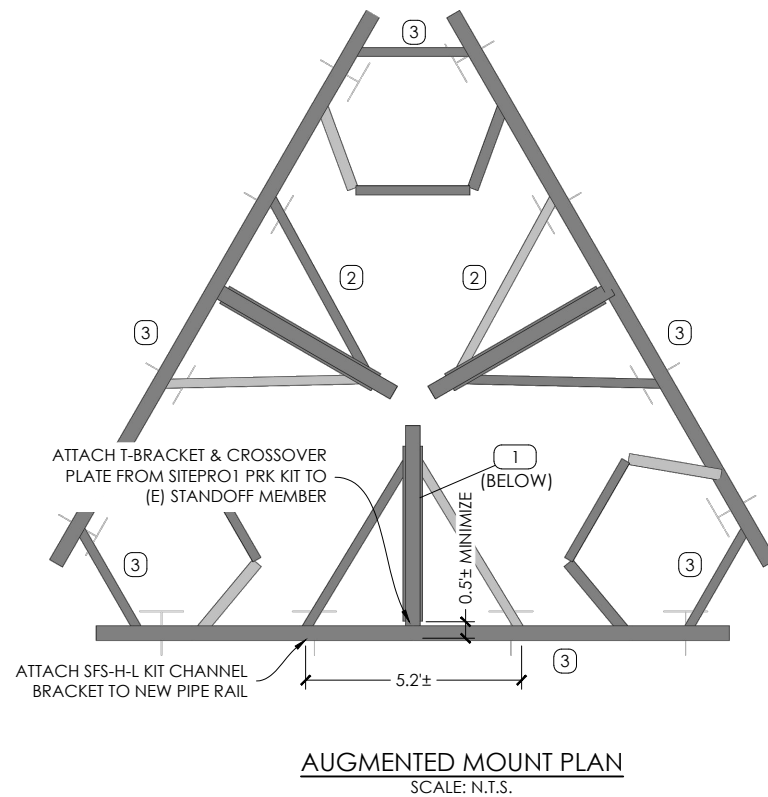 3
2
2
3
3
ATTACH T-BRACKET & CROSSOVER
PLATE FROM SITEPRO1 PRK KIT TO
(E) STANDOFF MEMBER
1
(BELOW)
0.5'± MINIMIZE
3
3
3
ATTACH SFS-H-L KIT CHANNEL
BRACKET TO NEW PIPE RAIL
5.2'±
AUGMENTED MOUNT PLAN
SCALE: N.T.S.